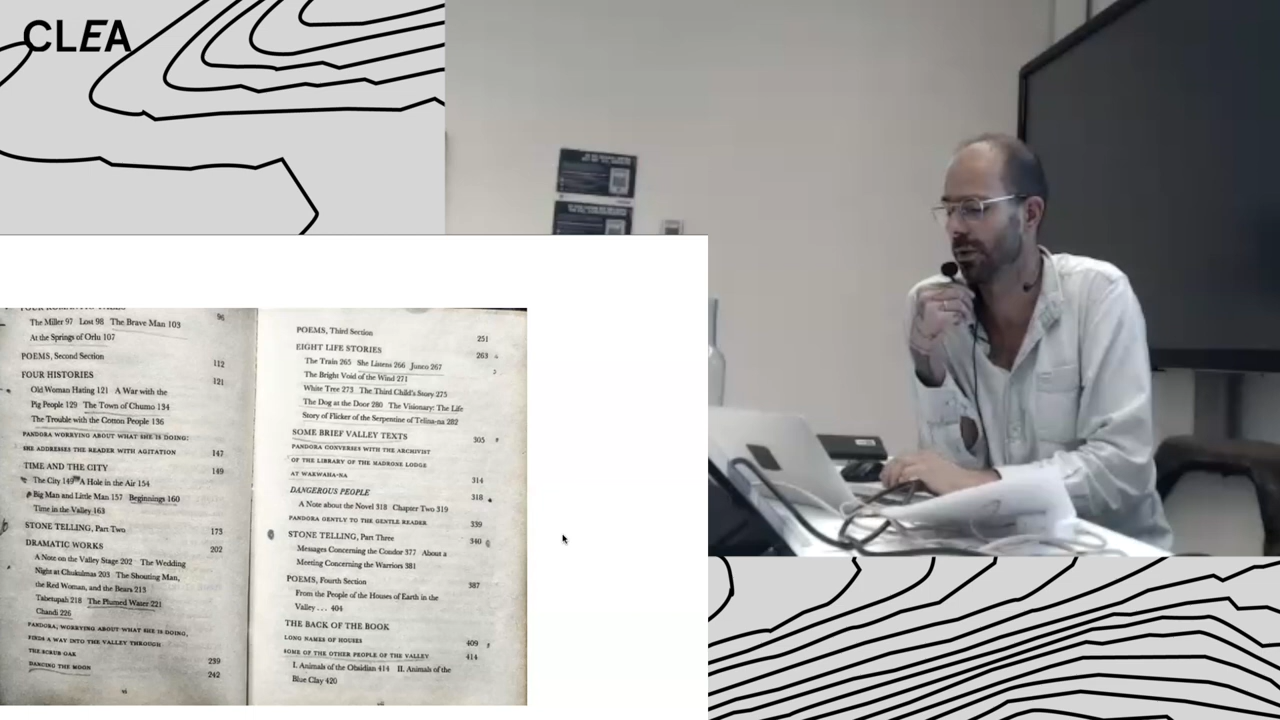 CLEA
96
The Miller 97 Lost 98 The Brave Man 103
At the Springs of Orlu 107
POEMS, Second Section 112
FOUR HISTORIES 121
Old Woman Hating 121 A War with the
Pig People 129 The Town of Chumo 134
The Trouble with the Cotton People 136
PANDORA WORRYING ABOUT WHAT SHE IS DOING:
SHE ADDRESSES THE READER WITH AGITATION 147
TIME AND THE CITY 149
The City 149 A Hole in the Air 154
Big Man and Little Man 157 Beginnings 160
Time in the Valley 163
STONE TELLING, Part Two 173
DRAMATIC WORKS 202
A Note on the Valley Stage 202 The Wedding
Night at Chukulmas 203 The Shouting Man,
the Red Woman, and the Bears 213
Tabetupah 218 The Plumed Water 221
Chandi 226
PANDORA, WORRYING ABOUT WHAT SHE IS DOING,
FINDS A WAY INTO THE VALLEY THROUGH
THE SCRUB OAK 239
DANCING THE MOON 242
vi
POEMS, Third Section 251
EIGHT LIFE STORIES 263
The Train 265 She Listens 266 Junco 267
The Bright Void of the Wind 271
White Tree 273 The Third Child's Story 275
The Dog at the Door 280 The Visionary: The Life
Story of Flicker of the Serpentine of Telina-na 282
SOME BRIEF VALLEY TEXTS 305
PANDORA CONVERSES WITH THE ARCHIVIST
OF THE LIBRARY OF THE MADRONE LODGE
AT WAKWAHA-NA 314
DANGEROUS PEOPLE 318
A Note about the Novel 318 Chapter Two 319
PANDORA GENTLY TO THE GENTLE READER 339
STONE TELLING, Part Three 340
Messages Concerning the Condor 377 About a
Meeting Concerning the Warriors 381
POEMS, Fourth Section 387
From the People of the Houses of Earth in the
Valley . . . 404
THE BACK OF THE BOOK
LONG NAMES OF HOUSES 409
SOME OF THE OTHER PEOPLE OF THE VALLEY 414
I. Animals of the Obsidian 414 II. Animals of the
Blue Clay 420